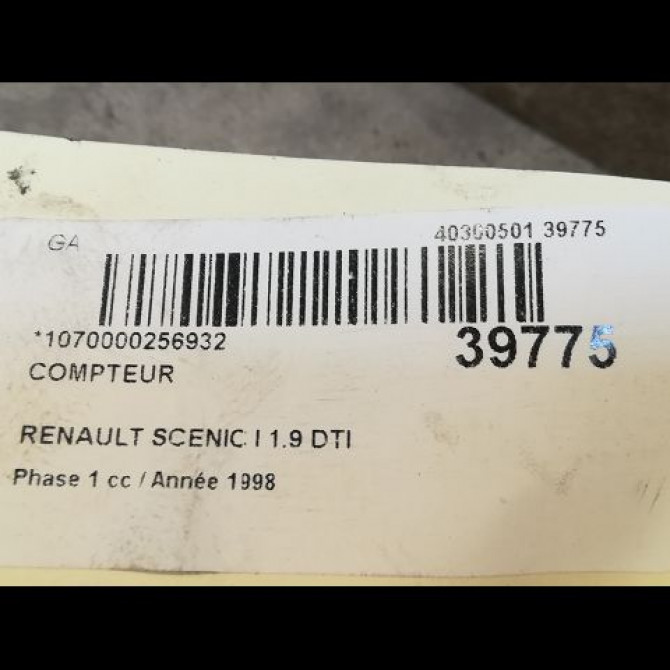 GA 40300501 39775
*1070000256932 39775
COMPTEUR
RENAULT SCENIC I 1.9 DTI
Phase 1 cc / Année 1998